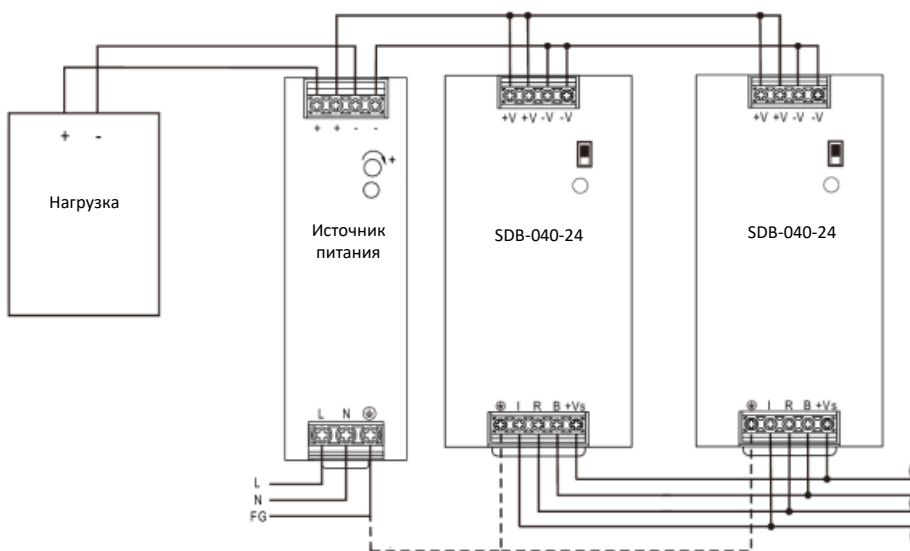 + -
Нагрузка
+ + - -
+
Источник
питания
L N
L
N
FG
+V +V -V -V
SDB-040-24
I R B +Vs
+V +V -V -V
SDB-040-24
I R B +Vs